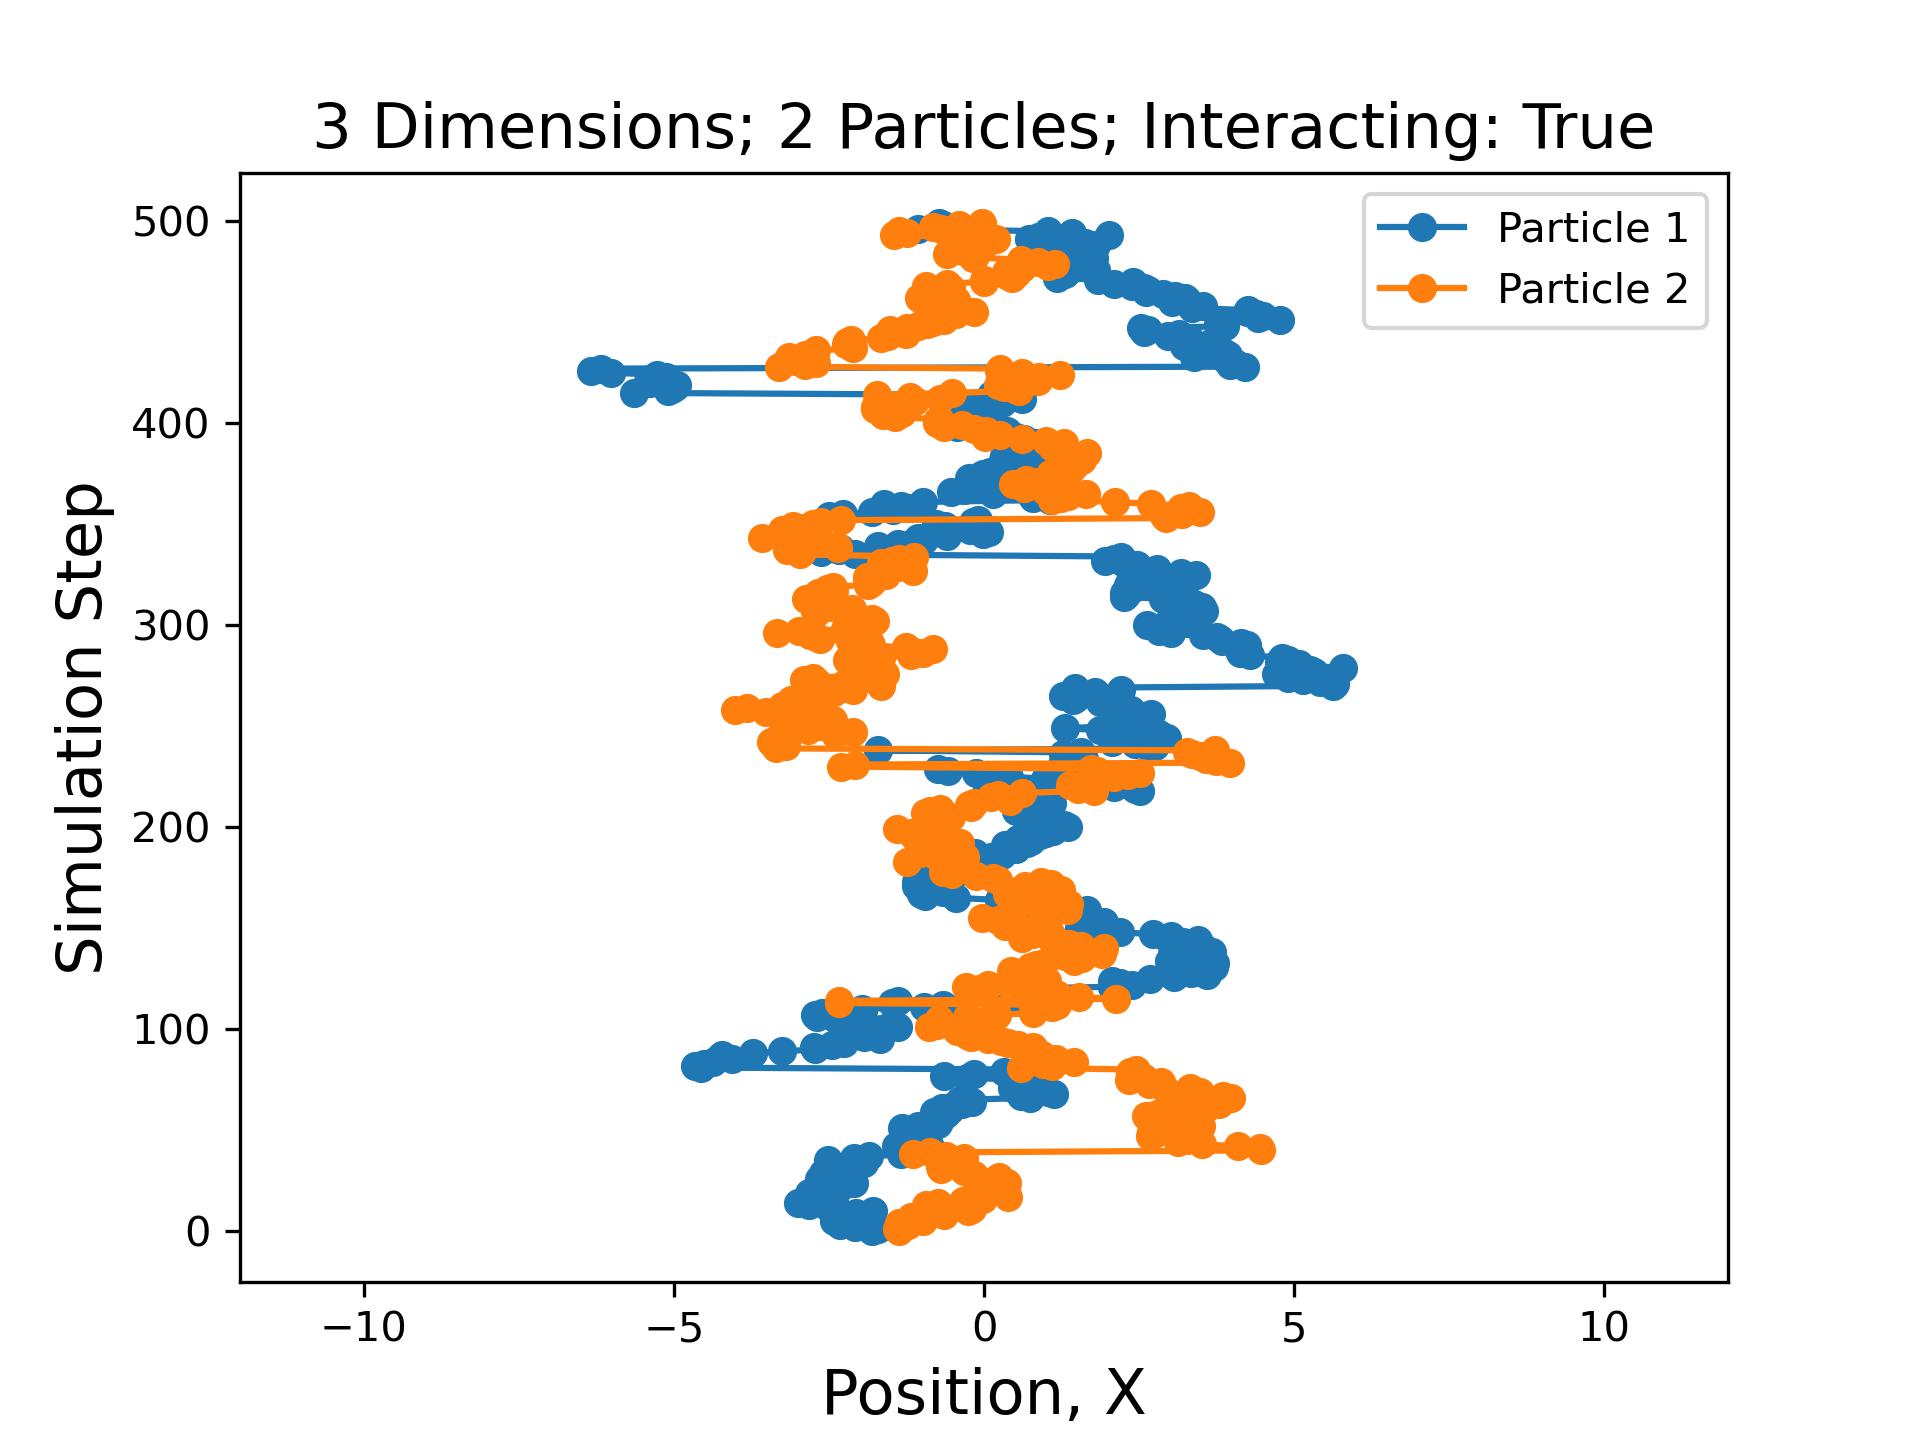 3 Dimensions; 2 Particles; Interacting: True
Particle 1
Particle 2
Simulation Step
500
400
300
200
100
0
−10
−5
0
5
10
Position, X